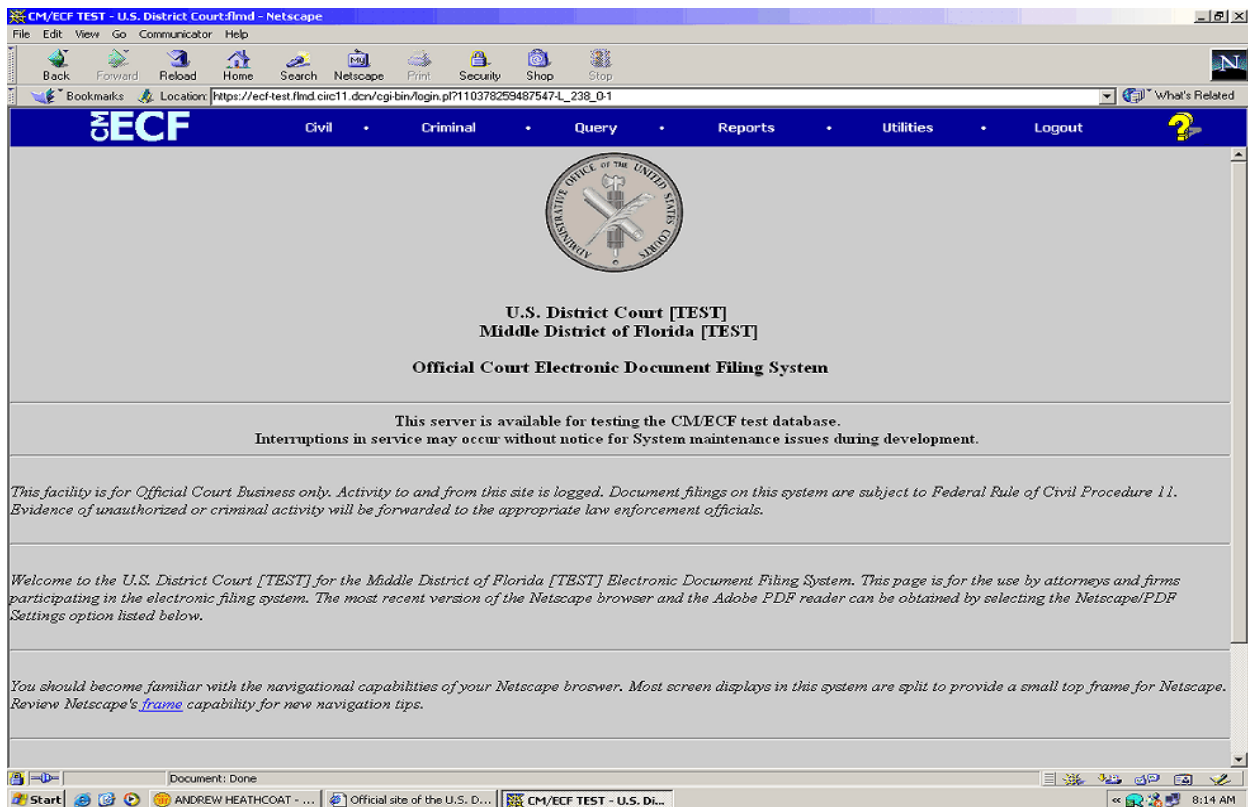 CM/ECF TEST - U.S. District Court:flmd - Netscape
File Edit View Go Communicator Help
Back Forward Reload Home Search Netscape Print Security Shop Stop
My
N
Bookmarks Location: https://ecf-test.flmd.circ11.dcn/cgi-bin/login.pl?110378259487547-L_238_0-1 What's Related
CM ECF Civil • Criminal • Query • Reports • Utilities • Logout ?
ADMINISTRATIVE OFFICE OF THE UNITED STATES COURTS
U.S. District Court [TEST]
Middle District of Florida [TEST]
Official Court Electronic Document Filing System
This server is available for testing the CM/ECF test database.
Interruptions in service may occur without notice for System maintenance issues during development.
This facility is for Official Court Business only. Activity to and from this site is logged. Document filings on this system are subject to Federal Rule of Civil Procedure 11.
Evidence of unauthorized or criminal activity will be forwarded to the appropriate law enforcement officials.
Welcome to the U.S. District Court [TEST] for the Middle District of Florida [TEST] Electronic Document Filing System. This page is for the use by attorneys and firms
participating in the electronic filing system. The most recent version of the Netscape browser and the Adobe PDF reader can be obtained by selecting the Netscape/PDF
Settings option listed below.
You should become familiar with the navigational capabilities of your Netscape broswer. Most screen displays in this system are split to provide a small top frame for Netscape.
Review Netscape's frame capability for new navigation tips.
Document: Done
Start ANDREW HEATHCOAT - ... Official site of the U.S. D... CM/ECF TEST - U.S. Di... « 8:14 AM